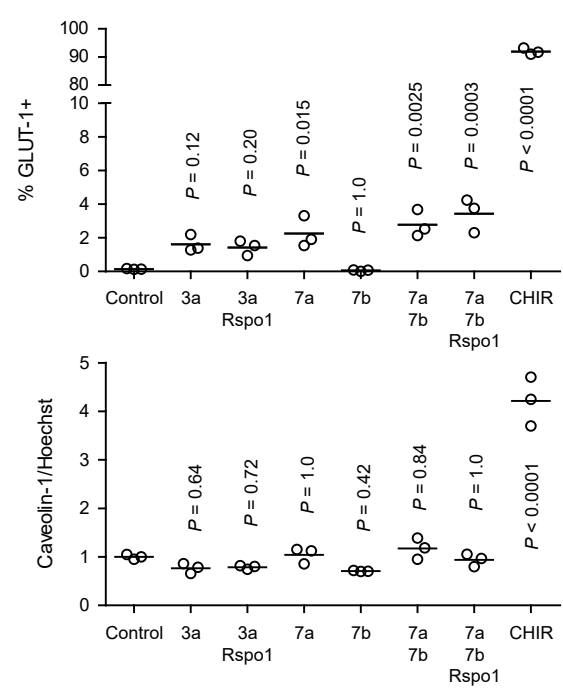 % GLUT-1+
100
90
80
10
8
6
4
2
0
P = 0.12
P = 0.20
P = 0.015
P = 1.0
P = 0.0025
P = 0.0003
P < 0.0001
Control 3a 3a 7a 7b 7a 7a CHIR
Rspo1 7b 7b
Rspo1
Caveolin-1/Hoechst
5
4
3
2
1
0
P = 0.64
P = 0.72
P = 1.0
P = 0.42
P = 0.84
P = 1.0
P < 0.0001
Control 3a 3a 7a 7b 7a 7a CHIR
Rspo1 7b 7b
Rspo1